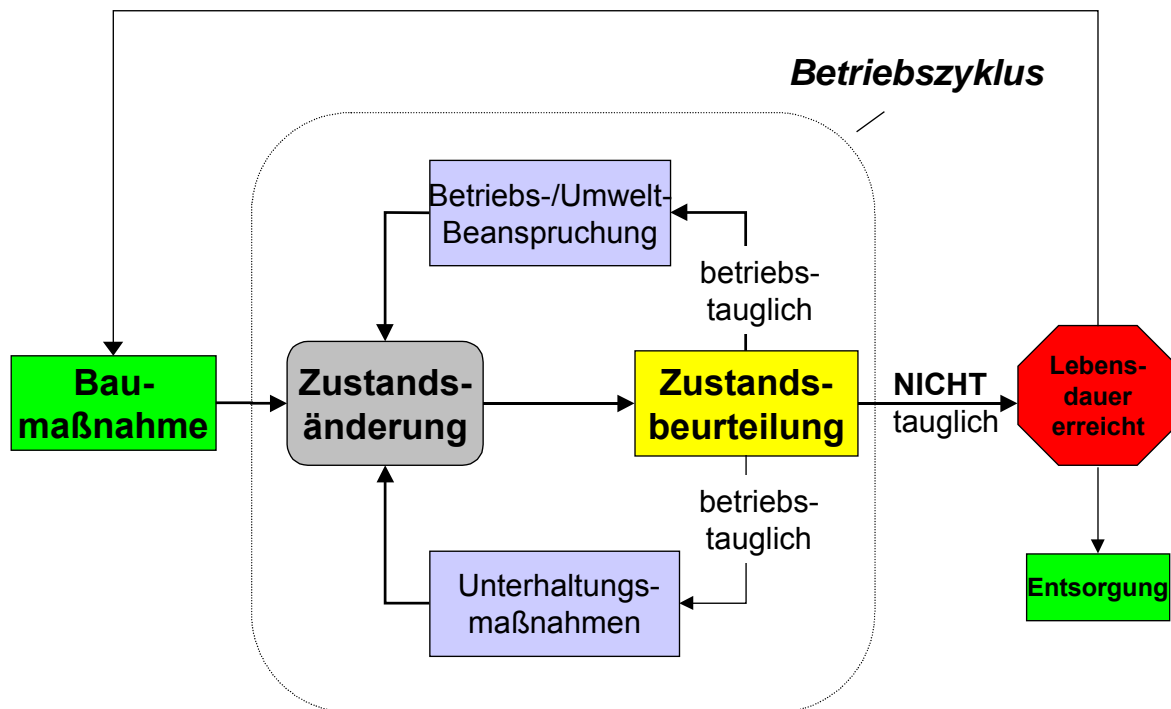 Betriebszyklus
Betriebs-/Umwelt-
Beanspruchung
betriebs-
tauglich
Bau-
maßnahme
Zustands-
änderung
Zustands-
beurteilung
NICHT
tauglich
Lebens-
dauer
erreicht
betriebs-
tauglich
Unterhaltungs-
maßnahmen
Entsorgung